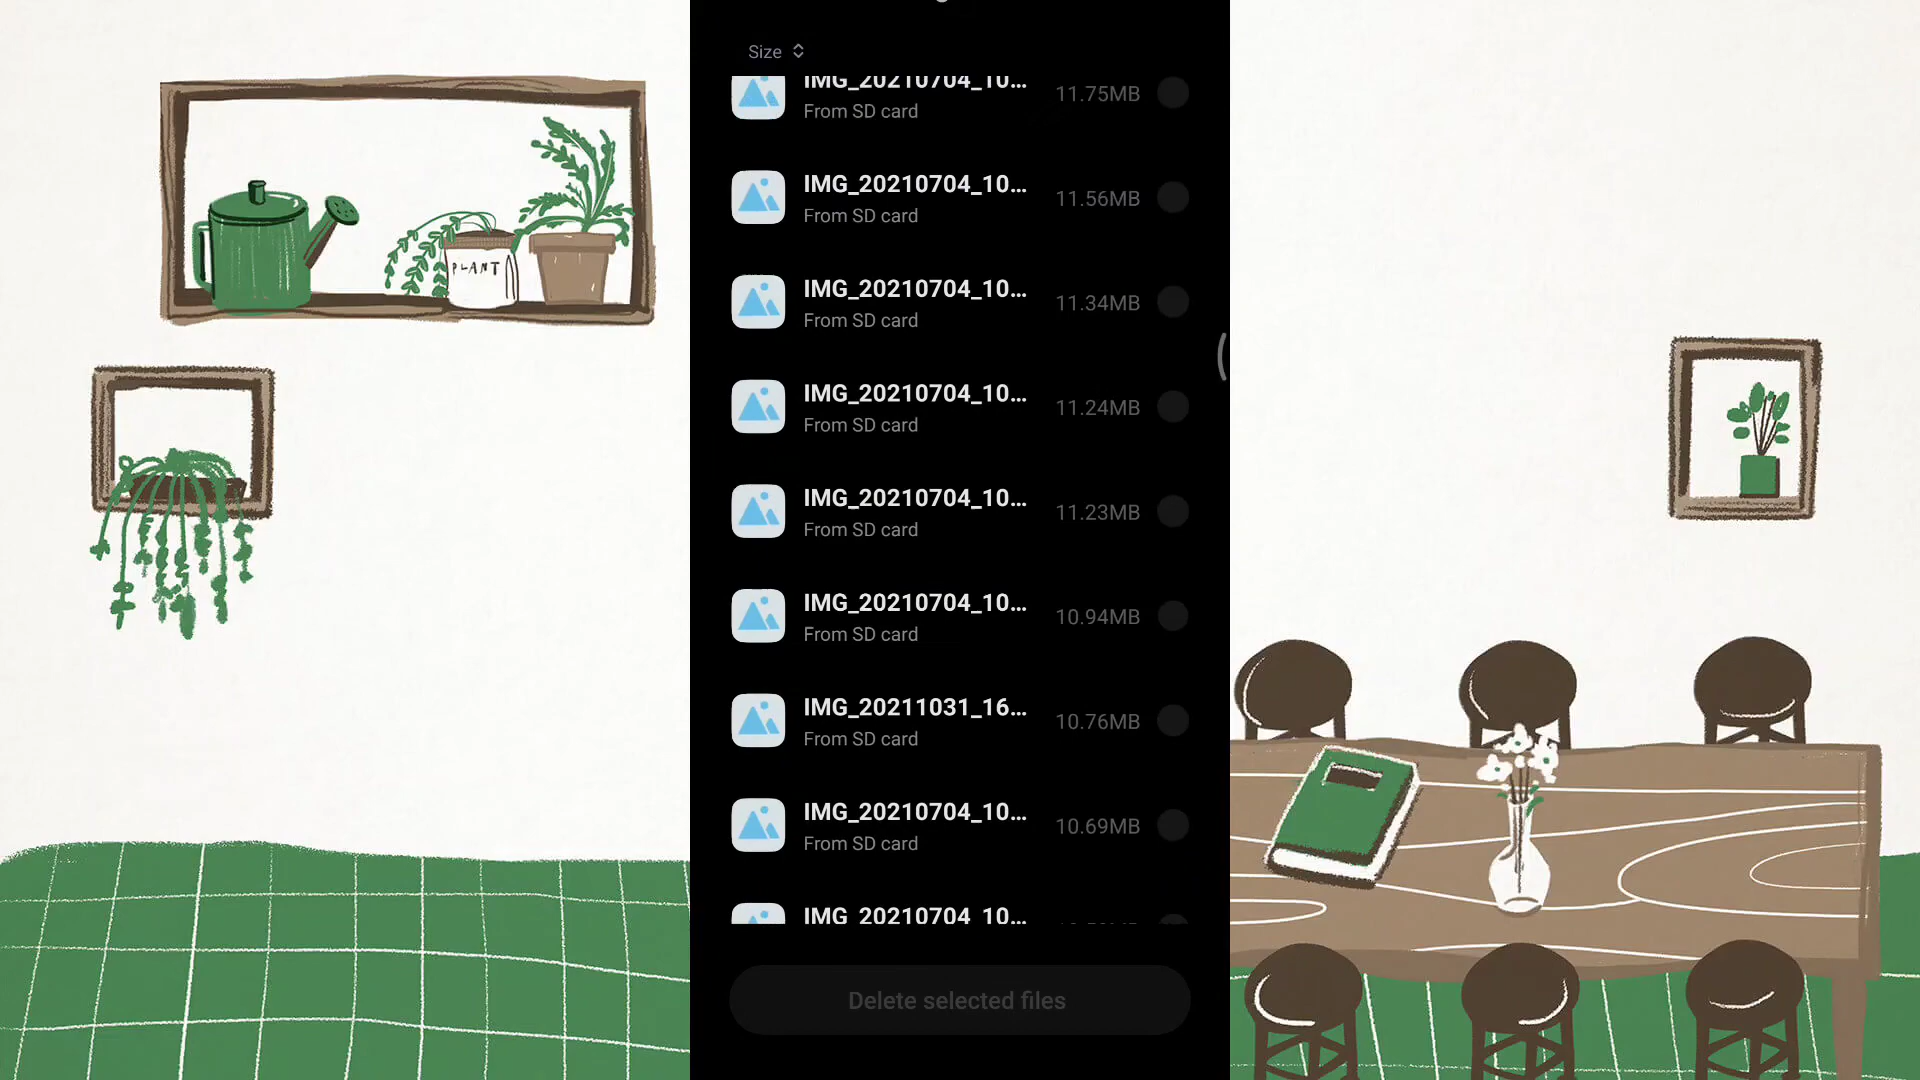 Size
IMG_20210704_10...
From SD card
11.75MB
IMG_20210704_10...
From SD card
11.56MB
IMG_20210704_10...
From SD card
11.34MB
IMG_20210704_10...
From SD card
11.24MB
IMG_20210704_10...
From SD card
11.23MB
IMG_20210704_10...
From SD card
10.94MB
IMG_20211031_16...
From SD card
10.76MB
IMG_20210704_10...
From SD card
10.69MB
IMG_20210704_10...
Delete selected files
PLANT